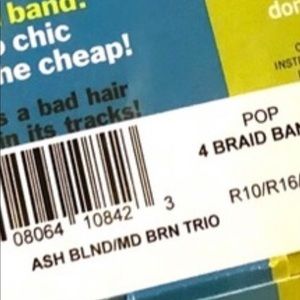 band!
chic
cheap!
a bad hair
in its tracks!
POP
4 BRAID BAN
08064 10842 3
R10/R16/
ASH BLND/MD BRN TRIO